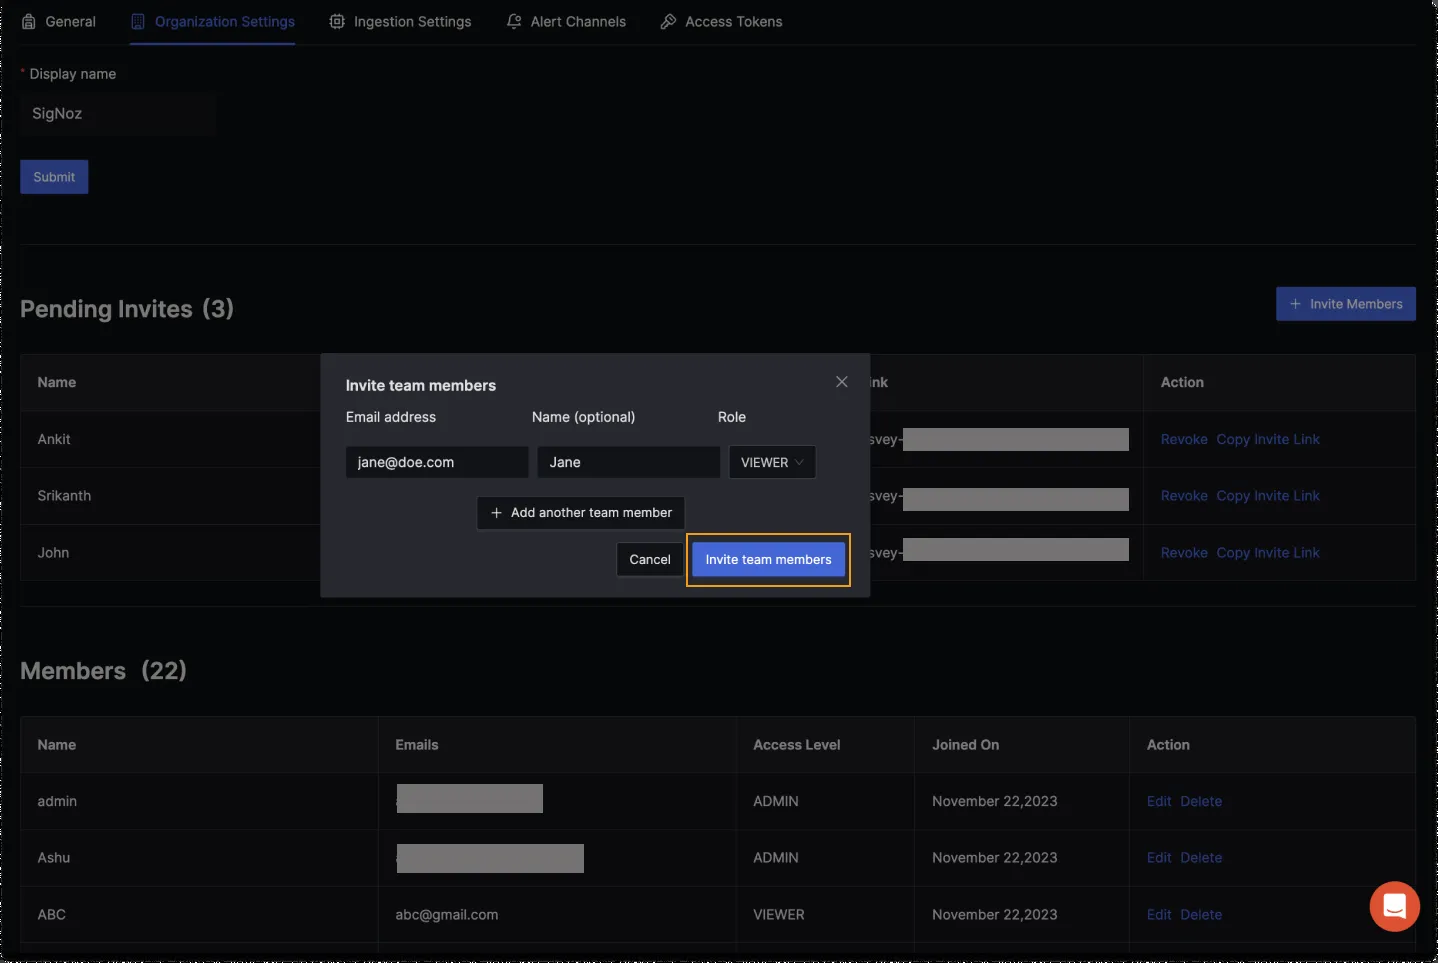 General Organization Settings Ingestion Settings Alert Channels Access Tokens
* Display name
SigNoz
Submit
Pending Invites (3)
+ Invite Members
Name Action
Invite team members
Email address Name (optional) Role
Ankit Revoke Copy Invite Link
jane@doe.com Jane VIEWER
Srikanth Revoke Copy Invite Link
+ Add another team member
John Revoke Copy Invite Link
Cancel Invite team members
Members (22)
Name Emails Access Level Joined On Action
admin ADMIN November 22,2023 Edit Delete
Ashu ADMIN November 22,2023 Edit Delete
ABC abc@gmail.com VIEWER November 22,2023 Edit Delete